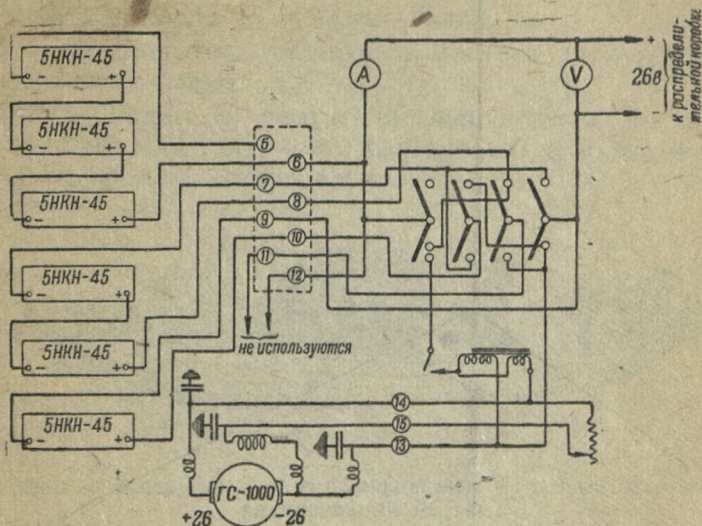 5НКН-45
- +
5НКН-45
- +
5НКН-45
- +
5НКН-45
- +
5НКН-45
- +
5НКН-45
- +
5
6
7
8
9
10
11
12
не используются
А
V
+
26в
-
к распредели-
тельной коробке
14
15
13
ГС-1000
+26
-26